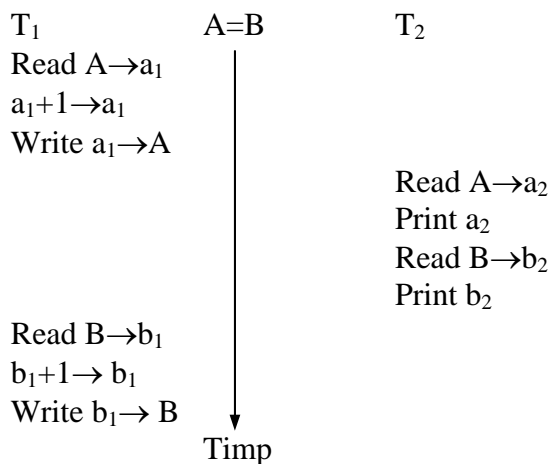 T₁ A=B T₂
Read A→a₁
a₁+1→a₁
Write a₁→A
Read A→a₂
Print a₂
Read B→b₂
Print b₂
Read B→b₁
b₁+1→ b₁
Write b₁→ B
Timp